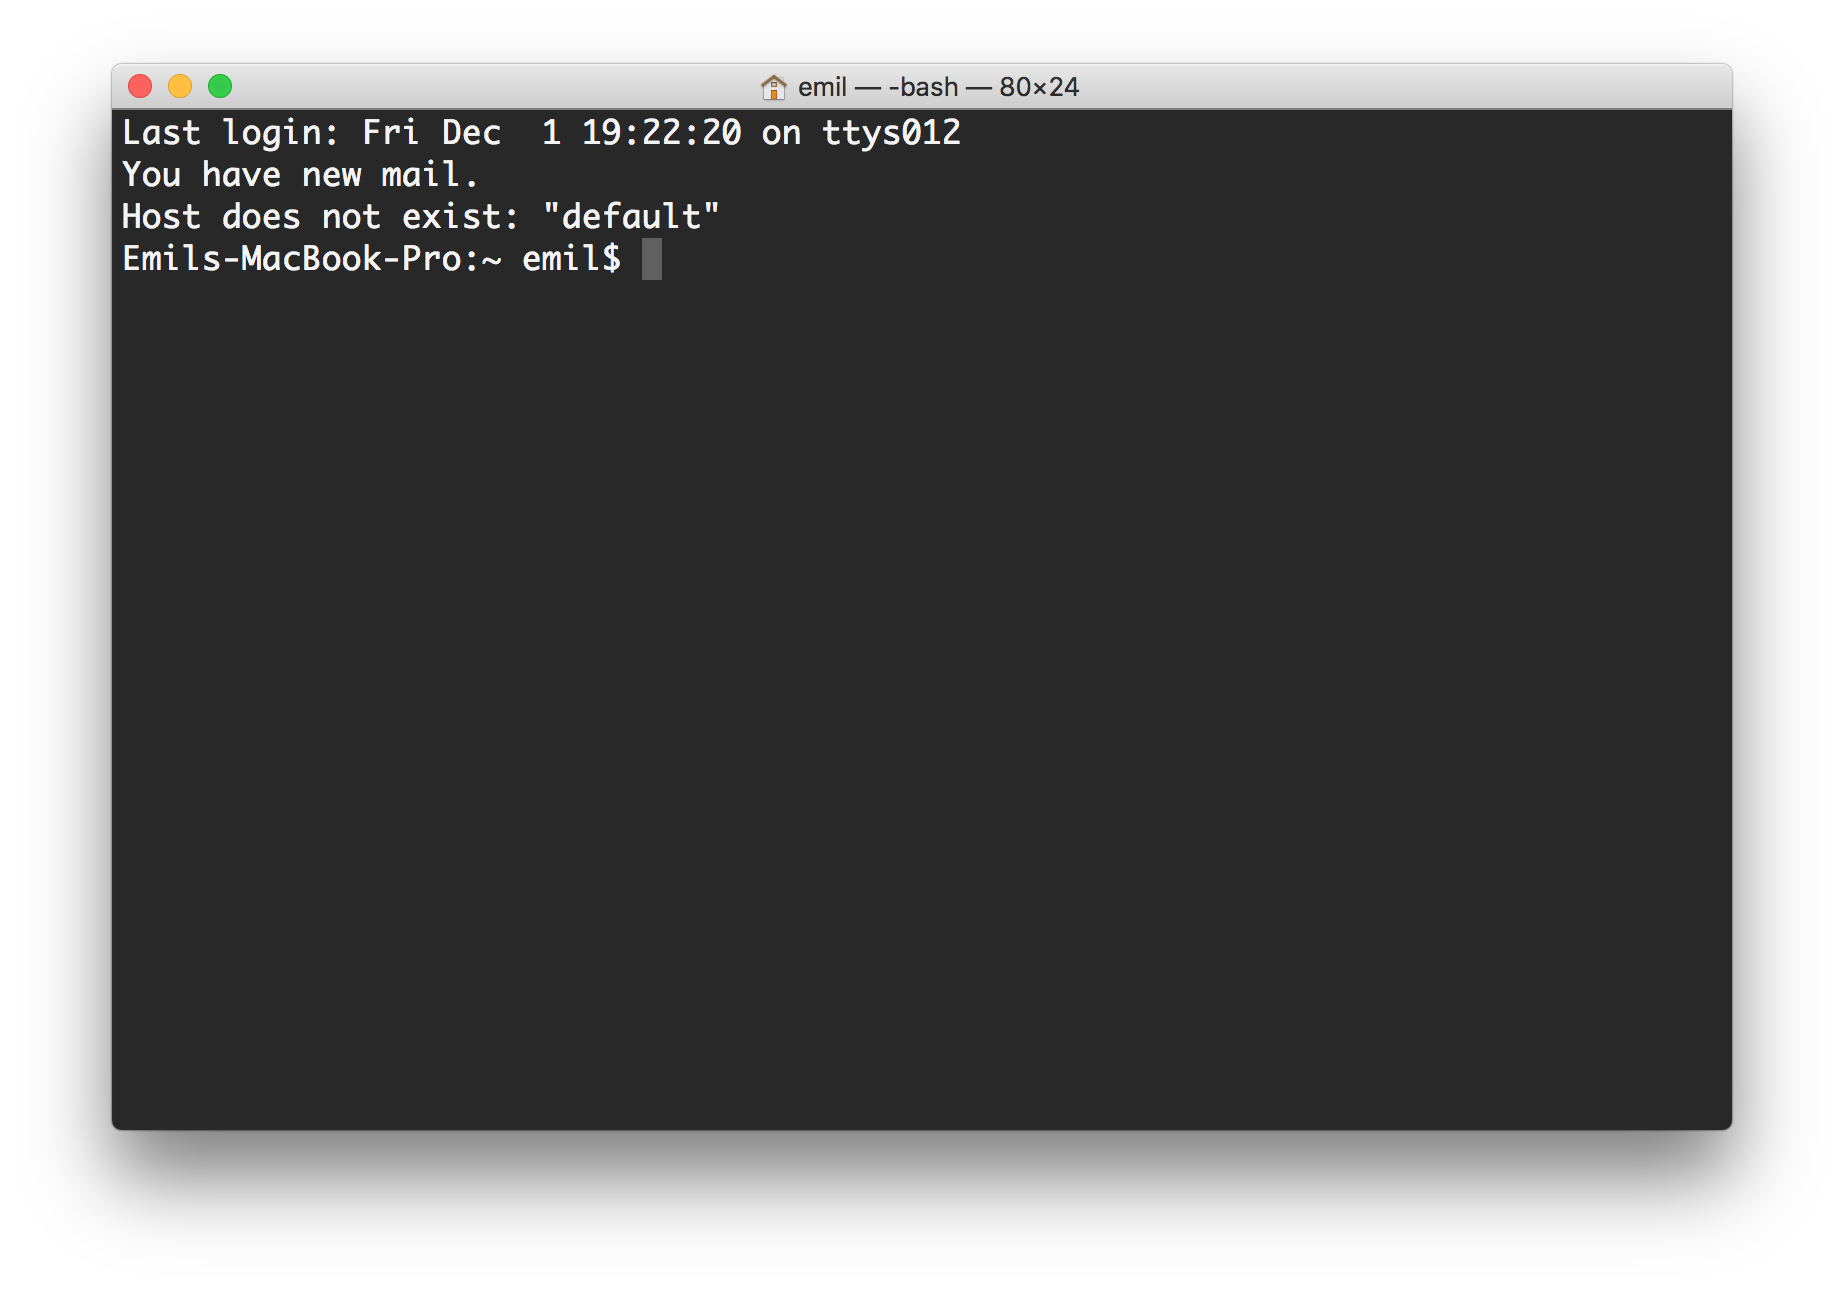 emil — -bash — 80×24
Last login: Fri Dec  1 19:22:20 on ttys012
You have new mail.
Host does not exist: "default"
Emils-MacBook-Pro:~ emil$